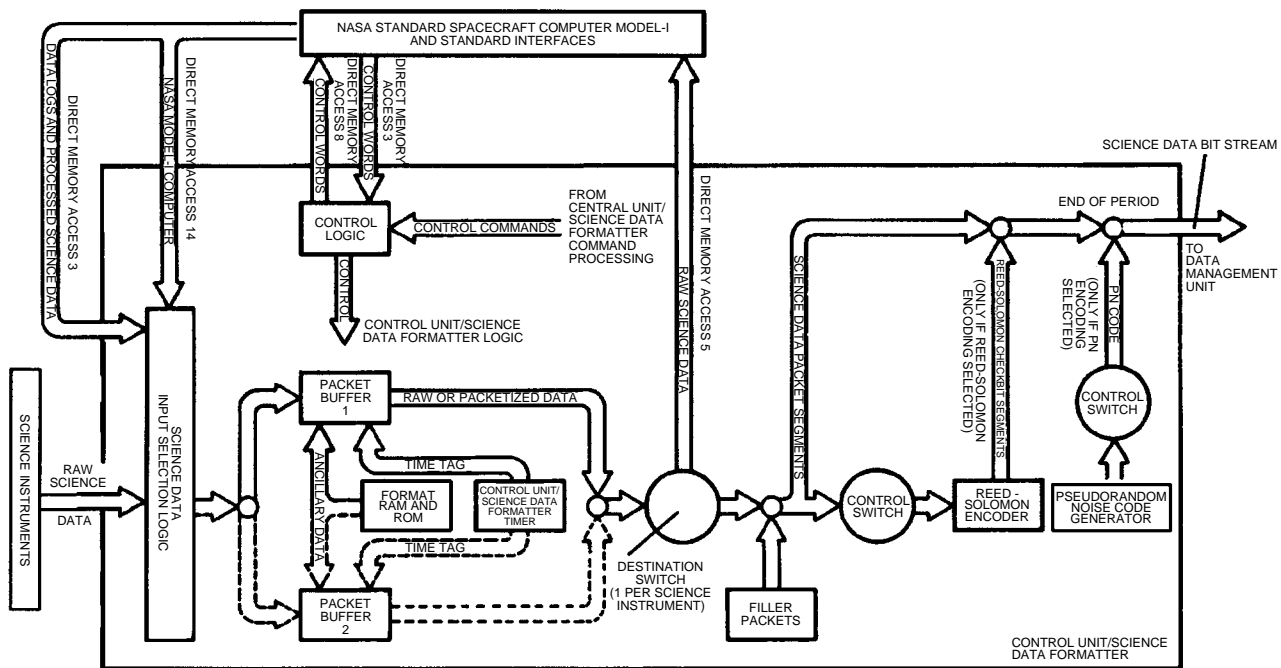 NASA STANDARD SPACECRAFT COMPUTER MODEL-I
AND STANDARD INTERFACES
DIRECT MEMORY ACCESS 3
DATA LOGS AND PROCESSED SCIENCE DATA
DIRECT MEMORY ACCESS 14
NASA MODEL-I COMPUTER
DIRECT MEMORY
ACCESS 8
CONTROL WORDS
DIRECT MEMORY
ACCESS 3
CONTROL WORDS
CONTROL
LOGIC
CONTROL COMMANDS
FROM
CENTRAL UNIT/
SCIENCE DATA
FORMATTER
COMMAND
PROCESSING
CONTROL
CONTROL UNIT/SCIENCE
DATA FORMATTER LOGIC
DIRECT MEMORY ACCESS 5
RAW SCIENCE DATA
SCIENCE DATA BIT STREAM
END OF PERIOD
TO
DATA
MANAGEMENT
UNIT
SCIENCE DATA PACKET SEGMENTS
REED-SOLOMON CHECKBIT SEGMENTS
(ONLY IF REED-SOLOMON
ENCODING SELECTED)
PN CODE
(ONLY IF PN
ENCODING
SELECTED)
CONTROL
SWITCH
SCIENCE INSTRUMENTS
RAW
SCIENCE
DATA
SCIENCE DATA
INPUT SELECTION LOGIC
PACKET
BUFFER
1
RAW OR PACKETIZED DATA
TIME TAG
ANCILLARY DATA
FORMAT
RAM AND
ROM
CONTROL UNIT/
SCIENCE DATA
FORMATTER
TIMER
TIME TAG
PACKET
BUFFER
2
DESTINATION
SWITCH
(1 PER SCIENCE
INSTRUMENT)
FILLER
PACKETS
CONTROL
SWITCH
REED -
SOLOMON
ENCODER
PSEUDORANDOM
NOISE CODE
GENERATOR
CONTROL UNIT/SCIENCE
DATA FORMATTER